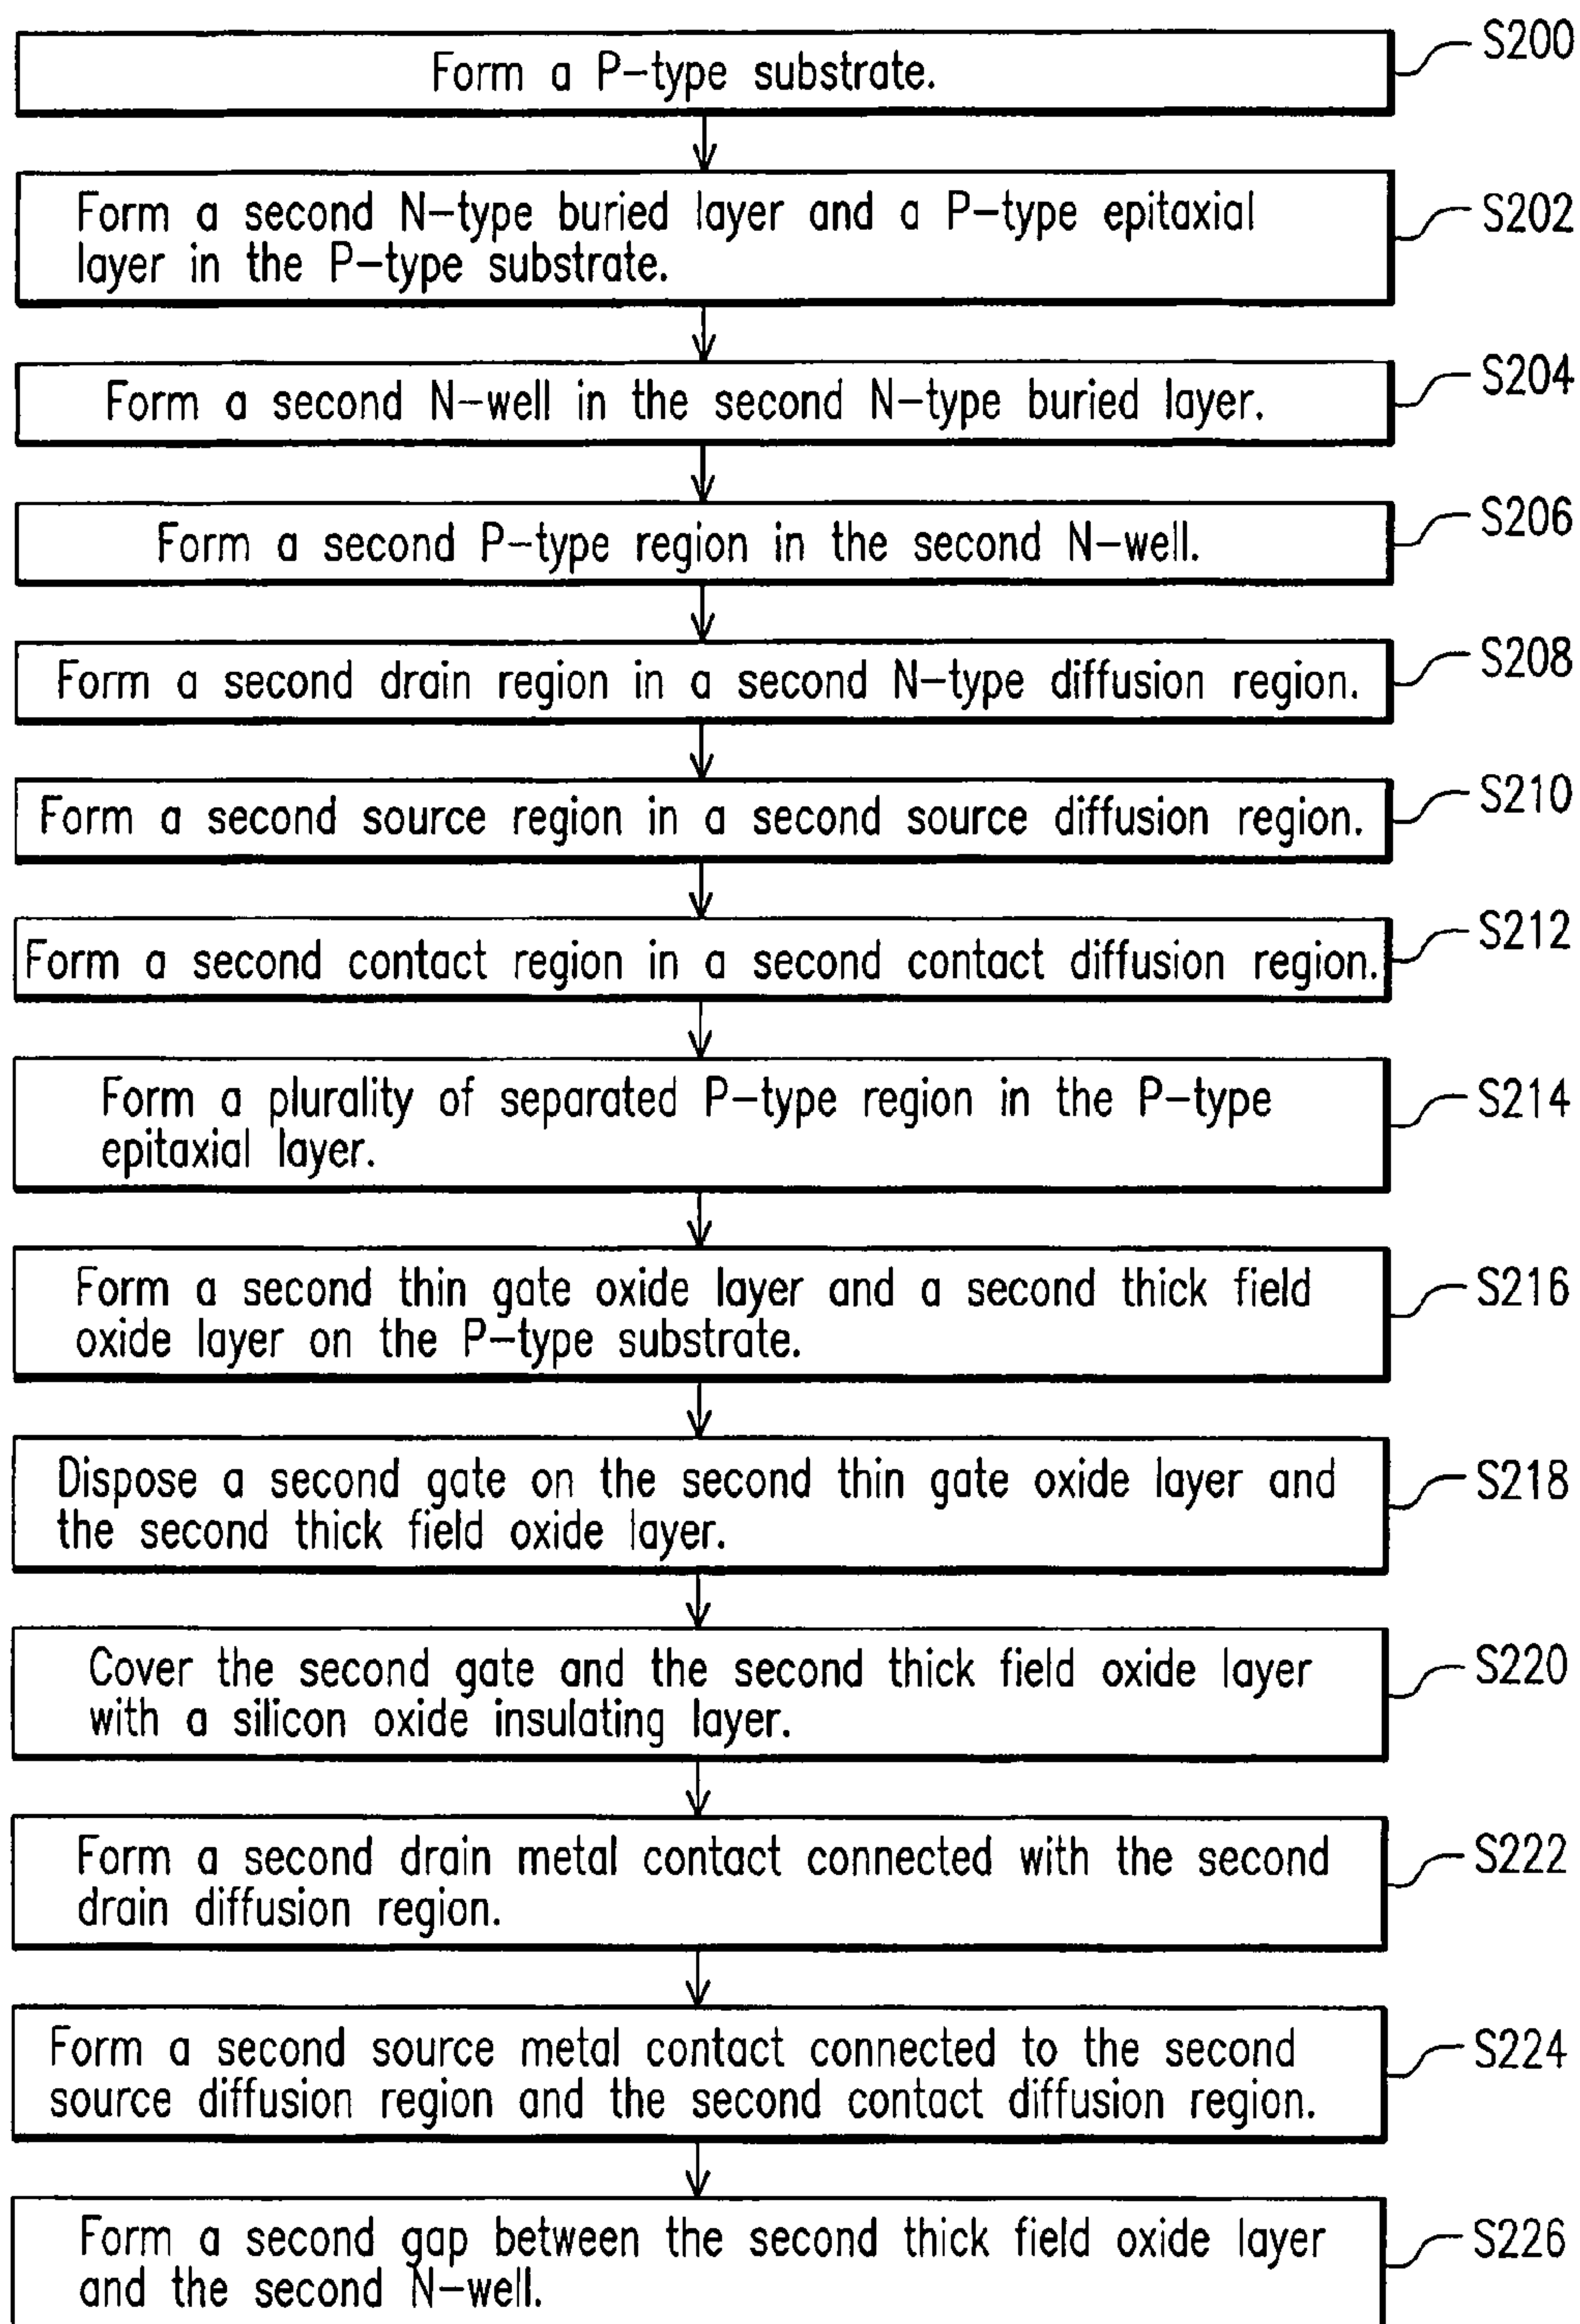 Form a P-type substrate.
S200
Form a second N-type buried layer and a P-type epitaxial
layer in the P-type substrate.
S202
Form a second N-well in the second N-type buried layer.
S204
Form a second P-type region in the second N-well.
S206
Form a second drain region in a second N-type diffusion region.
S208
Form a second source region in a second source diffusion region.
S210
Form a second contact region in a second contact diffusion region.
S212
Form a plurality of separated P-type region in the P-type
epitaxial layer.
S214
Form a second thin gate oxide layer and a second thick field
oxide layer on the P-type substrate.
S216
Dispose a second gate on the second thin gate oxide layer and
the second thick field oxide layer.
S218
Cover the second gate and the second thick field oxide layer
with a silicon oxide insulating layer.
S220
Form a second drain metal contact connected with the second
drain diffusion region.
S222
Form a second source metal contact connected to the second
source diffusion region and the second contact diffusion region.
S224
Form a second gap between the second thick field oxide layer
and the second N-well.
S226